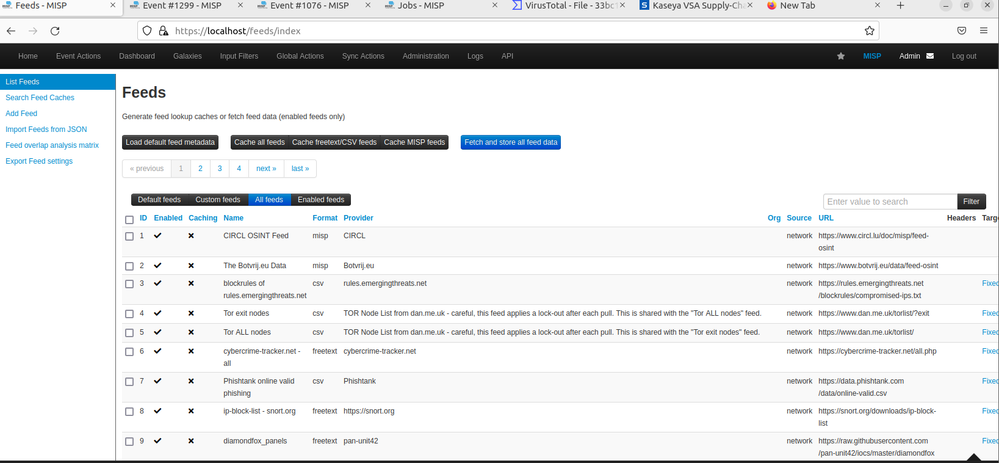 Feeds - MISP
Event #1299 - MISP
Event #1076 - MISP
Jobs - MISP
VirusTotal - File - 33bc1
Kaseya VSA Supply-Cha
New Tab
https://localhost/feeds/index
Home Event Actions Dashboard Galaxies Input Filters Global Actions Sync Actions Administration Logs API MISP Admin Log out
List Feeds
Search Feed Caches
Add Feed
Import Feeds from JSON
Feed overlap analysis matrix
Export Feed settings
Feeds
Generate feed lookup caches or fetch feed data (enabled feeds only)
Load default feed metadata Cache all feeds Cache freetext/CSV feeds Cache MISP feeds Fetch and store all feed data
« previous 1 2 3 4 next » last »
Default feeds Custom feeds All feeds Enabled feeds Enter value to search Filter
ID Enabled Caching Name Format Provider Org Source URL Headers Targ
1 CIRCL OSINT Feed misp CIRCL network https://www.circl.lu/doc/misp/feed-
osint
2 The Botvrij.eu Data misp Botvrij.eu network https://www.botvrij.eu/data/feed-osint
3 blockrules of csv rules.emergingthreats.net network https://rules.emergingthreats.net Fixed
rules.emergingthreats.net /blockrules/compromised-ips.txt
4 Tor exit nodes csv TOR Node List from dan.me.uk - careful, this feed applies a lock-out after each pull. This is shared with the "Tor ALL nodes" feed. network https://www.dan.me.uk/torlist/?exit Fixed
5 Tor ALL nodes csv TOR Node List from dan.me.uk - careful, this feed applies a lock-out after each pull. This is shared with the "Tor exit nodes" feed. network https://www.dan.me.uk/torlist/ Fixed
6 cybercrime-tracker.net - freetext cybercrime-tracker.net network https://cybercrime-tracker.net/all.php Fixed
all
7 Phishtank online valid csv Phishtank network https://data.phishtank.com Fixed
phishing /data/online-valid.csv
8 ip-block-list - snort.org freetext https://snort.org network https://snort.org/downloads/ip-block- Fixed
list
9 diamondfox_panels freetext pan-unit42 network https://raw.githubusercontent.com Fixed
/pan-unit42/iocs/master/diamondfox